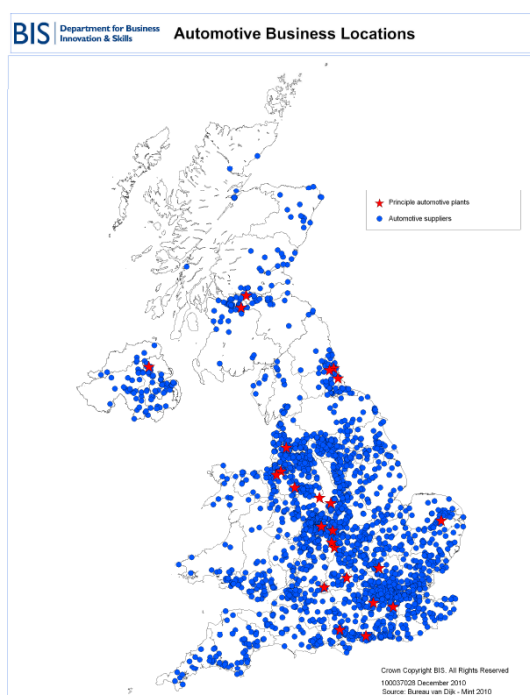 BIS Department for Business
Innovation & Skills
Automotive Business Locations
Principle automotive plants
Automotive suppliers
Crown Copyright BIS. All Rights Reserved
100037028 December 2010
Source: Bureau van Dijk - Mint 2010